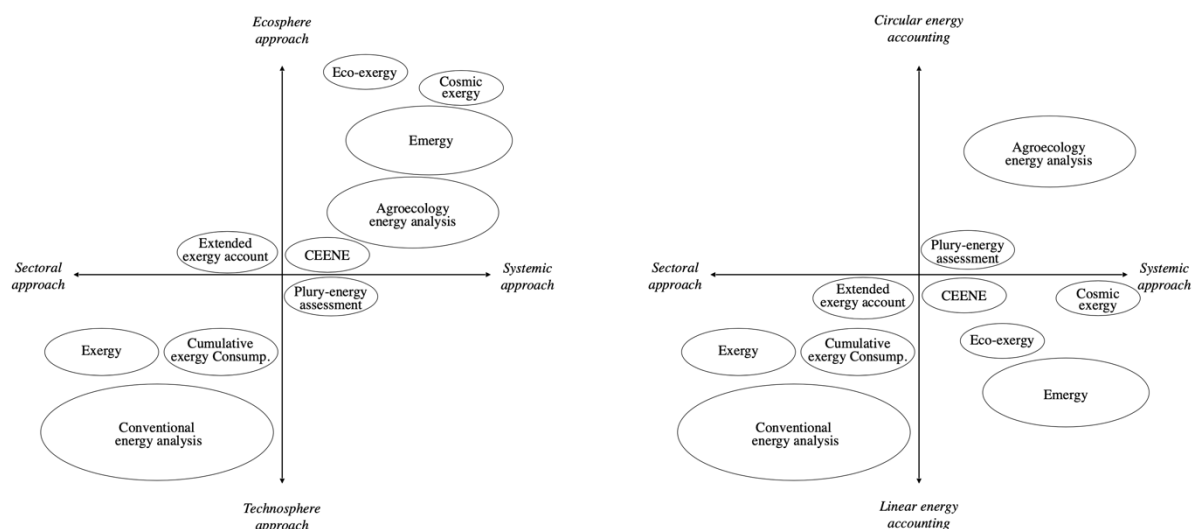 Ecosphere
approach
Eco-exergy
Cosmic
exergy
Emergy
Agroecology
energy analysis
Extended
exergy account
CEENE
Sectoral
approach
Systemic
approach
Plury-energy
assessment
Exergy
Cumulative
exergy Consump.
Conventional
energy analysis
Technosphere
approach
Circular energy
accounting
Agroecology
energy analysis
Plury-energy
assessment
Sectoral
approach
Systemic
approach
Extended
exergy account
CEENE
Cosmic
exergy
Eco-exergy
Exergy
Cumulative
exergy Consump.
Emergy
Conventional
energy analysis
Linear energy
accounting